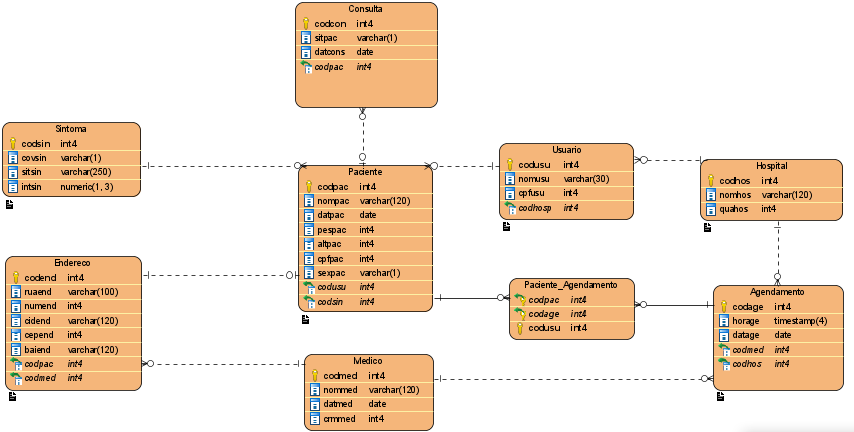 Consulta
codcon int4
sitpac varchar(1)
datcons date
codpac int4
Sintoma
codsin int4
covsin varchar(1)
sitsin varchar(250)
intsin numeric(1, 3)
Paciente
codpac int4
nompac varchar(120)
datpac date
pespac int4
altpac int4
cpfpac int4
sexpac varchar(1)
codusu int4
codsin int4
Usuario
codusu int4
nomusu varchar(30)
cpfusu int4
codhosp int4
Hospital
codhos int4
nomhos varchar(120)
quahos int4
Endereco
codend int4
ruaend varchar(100)
numend int4
cidend varchar(120)
cepend int4
baiend varchar(120)
codpac int4
codmed int4
Paciente_Agendamento
codpac int4
codage int4
codusu int4
Agendamento
codage int4
horage timestamp(4)
datage date
codmed int4
codhos int4
Medico
codmed int4
nommed varchar(120)
datmed date
crmmed int4